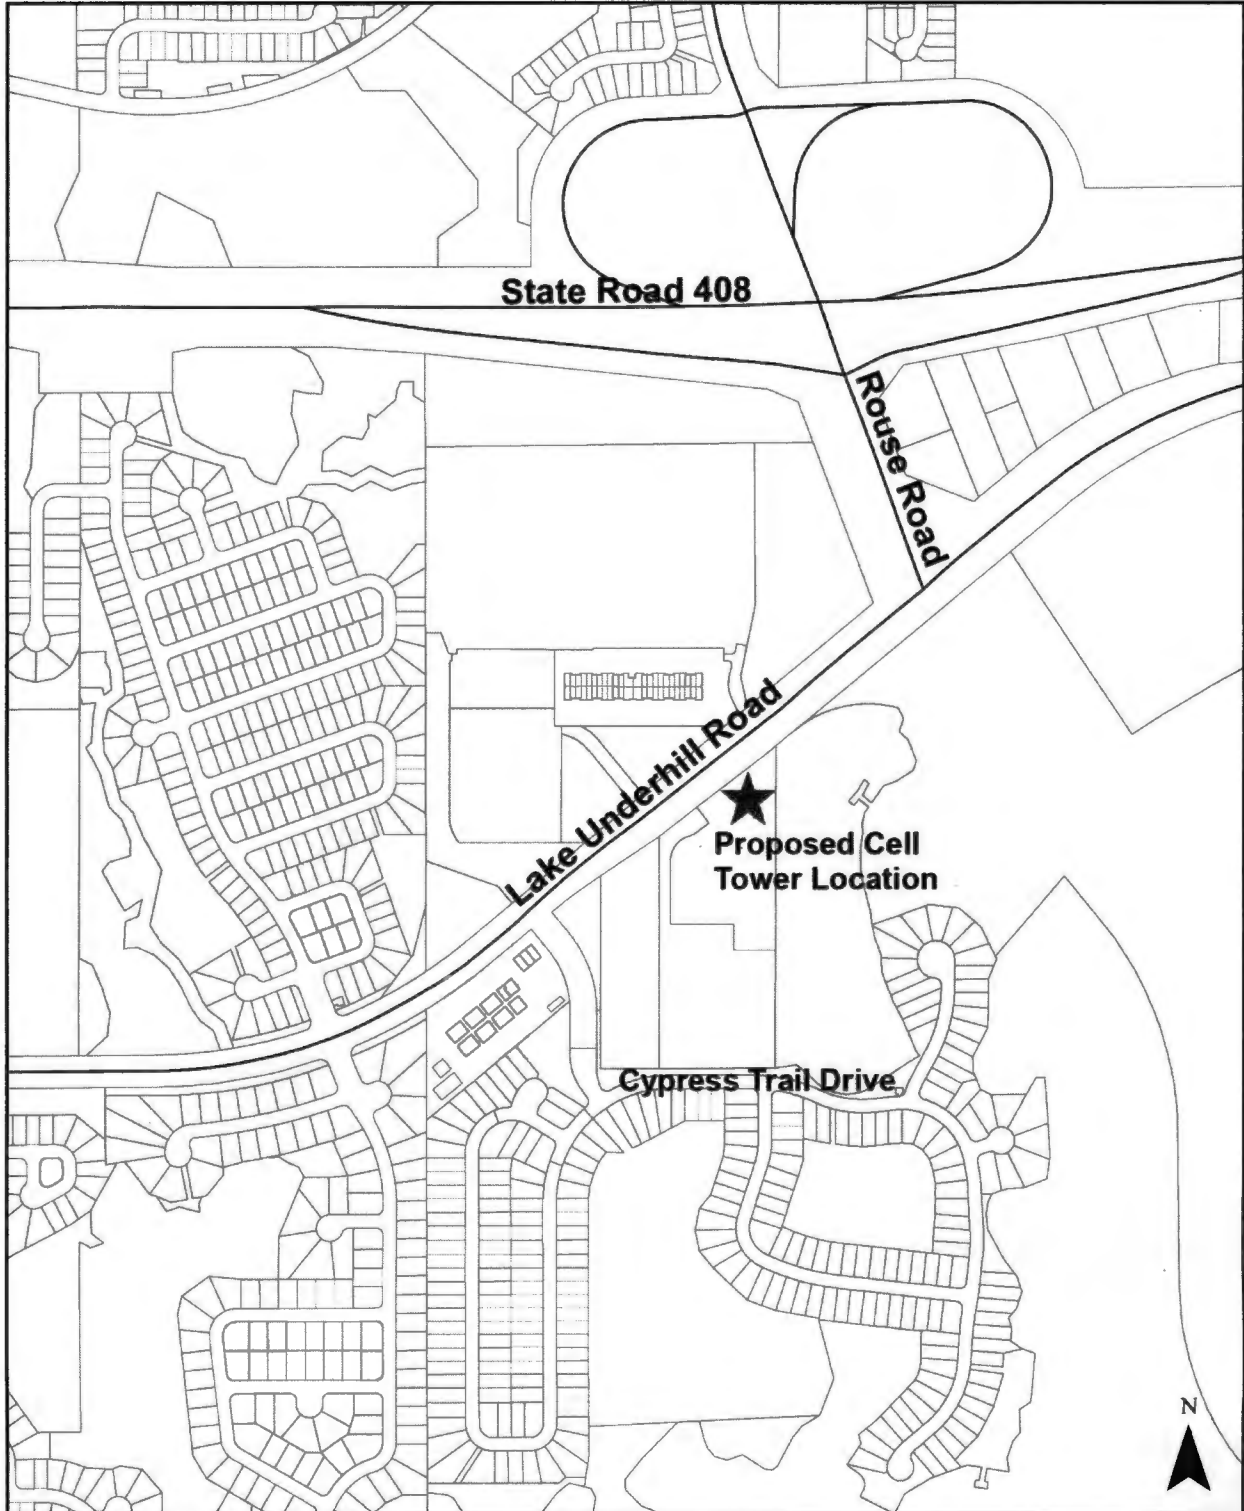 State Road 408
Rouse Road
Lake Underhill Road
Proposed Cell
Tower Location
Cypress Trail Drive
N